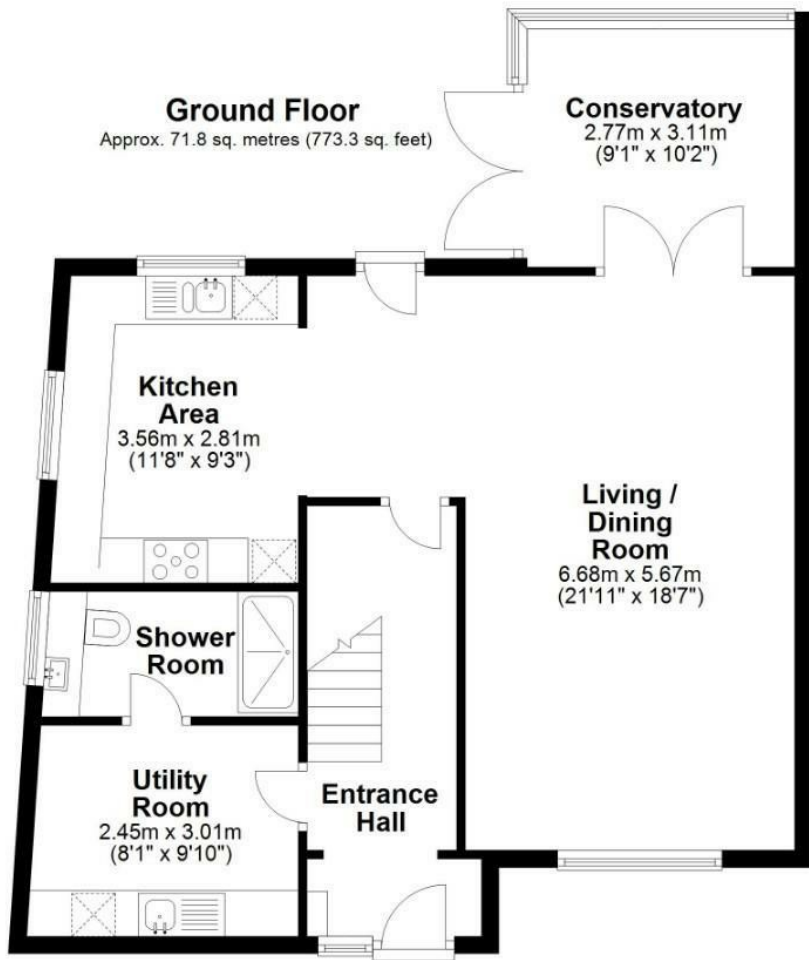 Ground Floor
Approx. 71.8 sq. metres (773.3 sq. feet)
Conservatory
2.77m x 3.11m
(9'1" x 10'2")
Kitchen
Area
3.56m x 2.81m
(11'8" x 9'3")
Living /
Dining
Room
6.68m x 5.67m
(21'11" x 18'7")
Shower
Room
Utility
Room
2.45m x 3.01m
(8'1" x 9'10")
Entrance
Hall